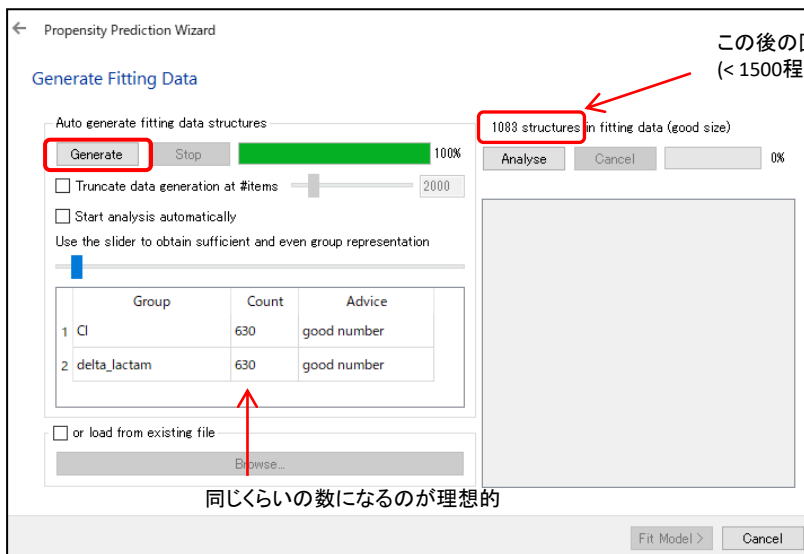 Propensity Prediction Wizard
この後の
(< 1500程
Generate Fitting Data
Auto generate fitting data structures
Generate Stop 100%
Truncate data generation at #items 2000
Start analysis automatically
Use the slider to obtain sufficient and even group representation
Group Count Advice
1 Cl 630 good number
2 delta_lactam 630 good number
or load from existing file
Browse...
同じくらいの数になるのが理想的
1083 structures in fitting data (good size)
Analyse Cancel 0%
Fit Model > Cancel